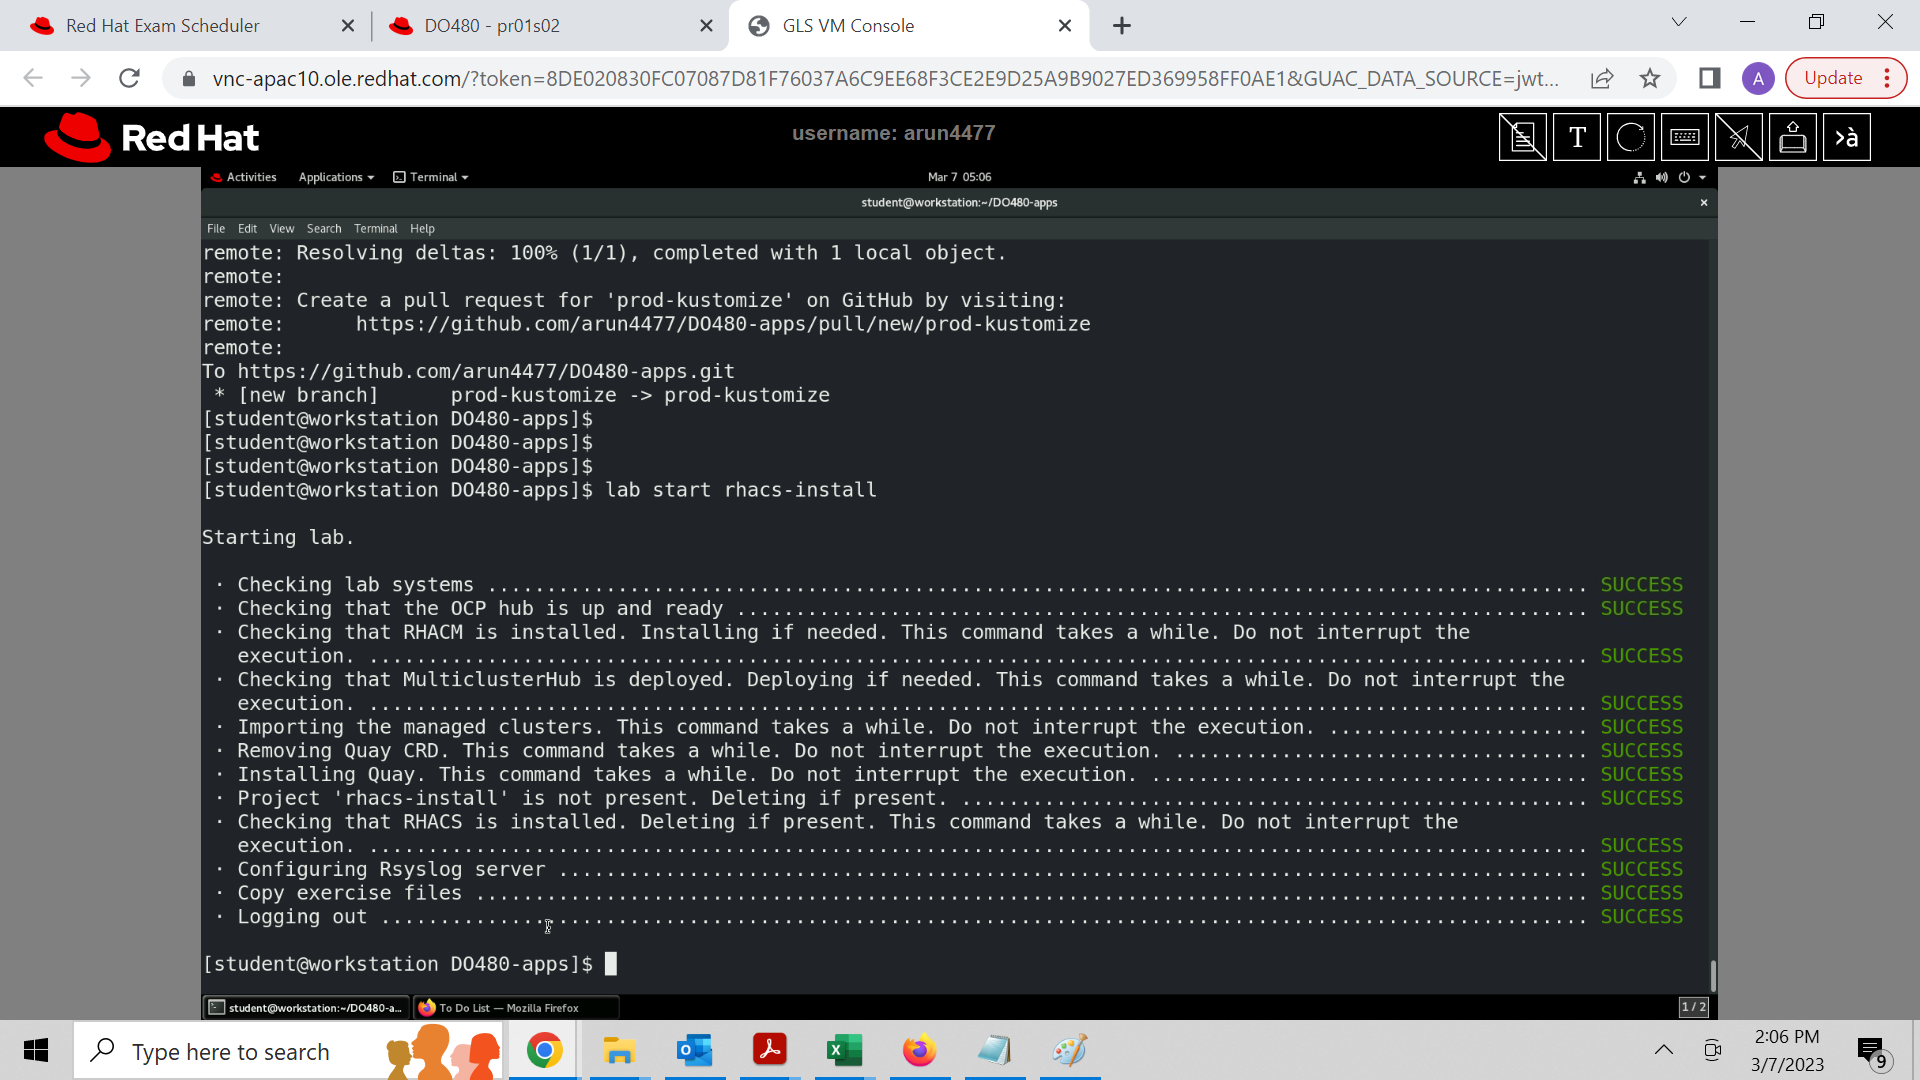 Red Hat Exam Scheduler
DO480 - pr01s02
GLS VM Console
vnc-apac10.ole.redhat.com/?token=8DE020830FC07087D81F76037A6C9EE68F3CE2E9D25A9B9027ED369958FF0AE1&GUAC_DATA_SOURCE=jwt...
A
Update
Red Hat
username: arun4477
T
>à
Activities Applications Terminal
Mar 7 05:06
student@workstation:~/DO480-apps
File Edit View Search Terminal Help
remote: Resolving deltas: 100% (1/1), completed with 1 local object.
remote:
remote: Create a pull request for 'prod-kustomize' on GitHub by visiting:
remote:      https://github.com/arun4477/DO480-apps/pull/new/prod-kustomize
remote:
To https://github.com/arun4477/DO480-apps.git
 * [new branch]      prod-kustomize -> prod-kustomize
[student@workstation DO480-apps]$
[student@workstation DO480-apps]$
[student@workstation DO480-apps]$
[student@workstation DO480-apps]$ lab start rhacs-install
Starting lab.
· Checking lab systems ............................................................................................. SUCCESS
· Checking that the OCP hub is up and ready ........................................................................ SUCCESS
· Checking that RHACM is installed. Installing if needed. This command takes a while. Do not interrupt the
execution. ....................................................................................................... SUCCESS
· Checking that MulticlusterHub is deployed. Deploying if needed. This command takes a while. Do not interrupt the
execution. ....................................................................................................... SUCCESS
· Importing the managed clusters. This command takes a while. Do not interrupt the execution. ...................... SUCCESS
· Removing Quay CRD. This command takes a while. Do not interrupt the execution. ................................... SUCCESS
· Installing Quay. This command takes a while. Do not interrupt the execution. ..................................... SUCCESS
· Project 'rhacs-install' is not present. Deleting if present. ..................................................... SUCCESS
· Checking that RHACS is installed. Deleting if present. This command takes a while. Do not interrupt the
execution. ....................................................................................................... SUCCESS
· Configuring Rsyslog server ....................................................................................... SUCCESS
· Copy exercise files .............................................................................................. SUCCESS
· Logging out ...................................................................................................... SUCCESS
[student@workstation DO480-apps]$
student@workstation:~/DO480-a...
To Do List — Mozilla Firefox
1 / 2
Type here to search
2:06 PM
3/7/2023
9